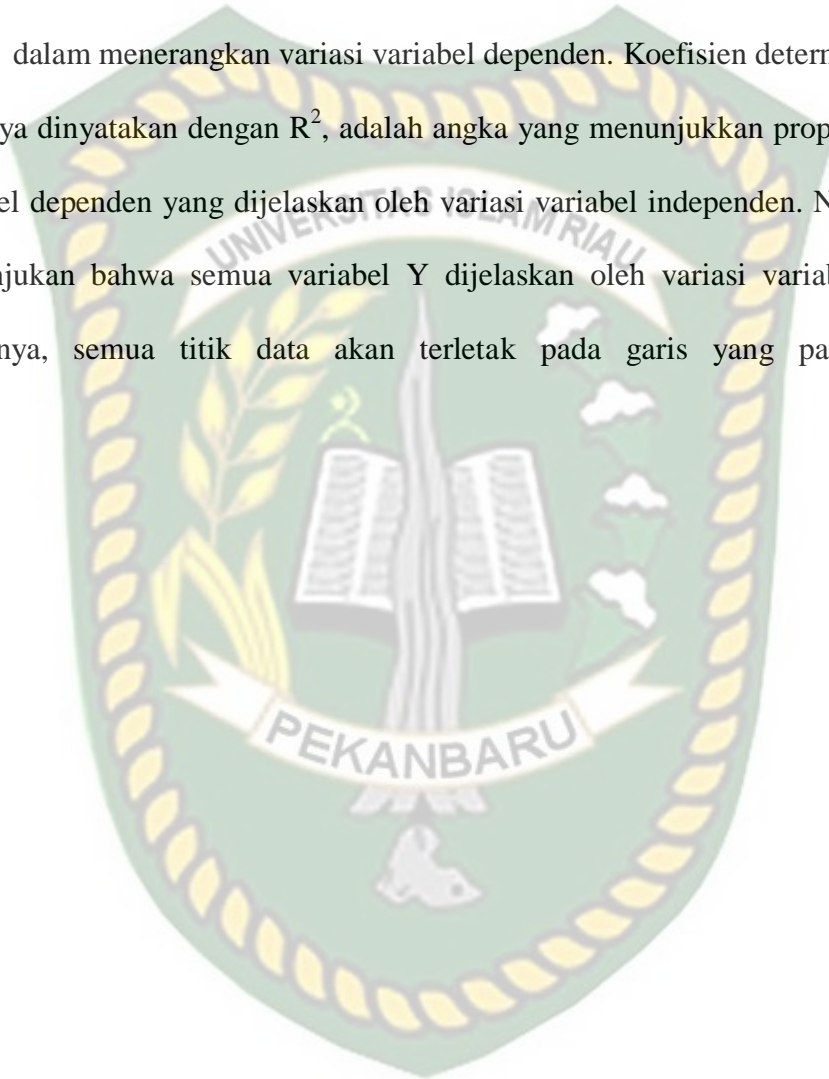 dalam menerangkan variasi variabel dependen. Koefisien determ
ya dinyatakan dengan R², adalah angka yang menunjukkan prop
el dependen yang dijelaskan oleh variasi variabel independen. N
UNIVERSITAS ISLAM RIAU
njukan bahwa semua variabel Y dijelaskan oleh variasi variab
nya, semua titik data akan terletak pada garis yang pa
PEKANBARU